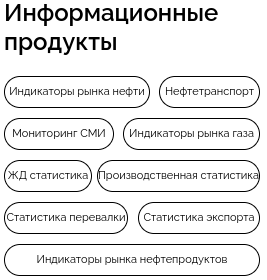 Информационные
продукты
Индикаторы рынка нефти
Нефтетранспорт
Мониторинг СМИ
Индикаторы рынка газа
ЖД статистика
Производственная статистика
Статистика перевалки
Статистика экспорта
Индикаторы рынка нефтепродуктов